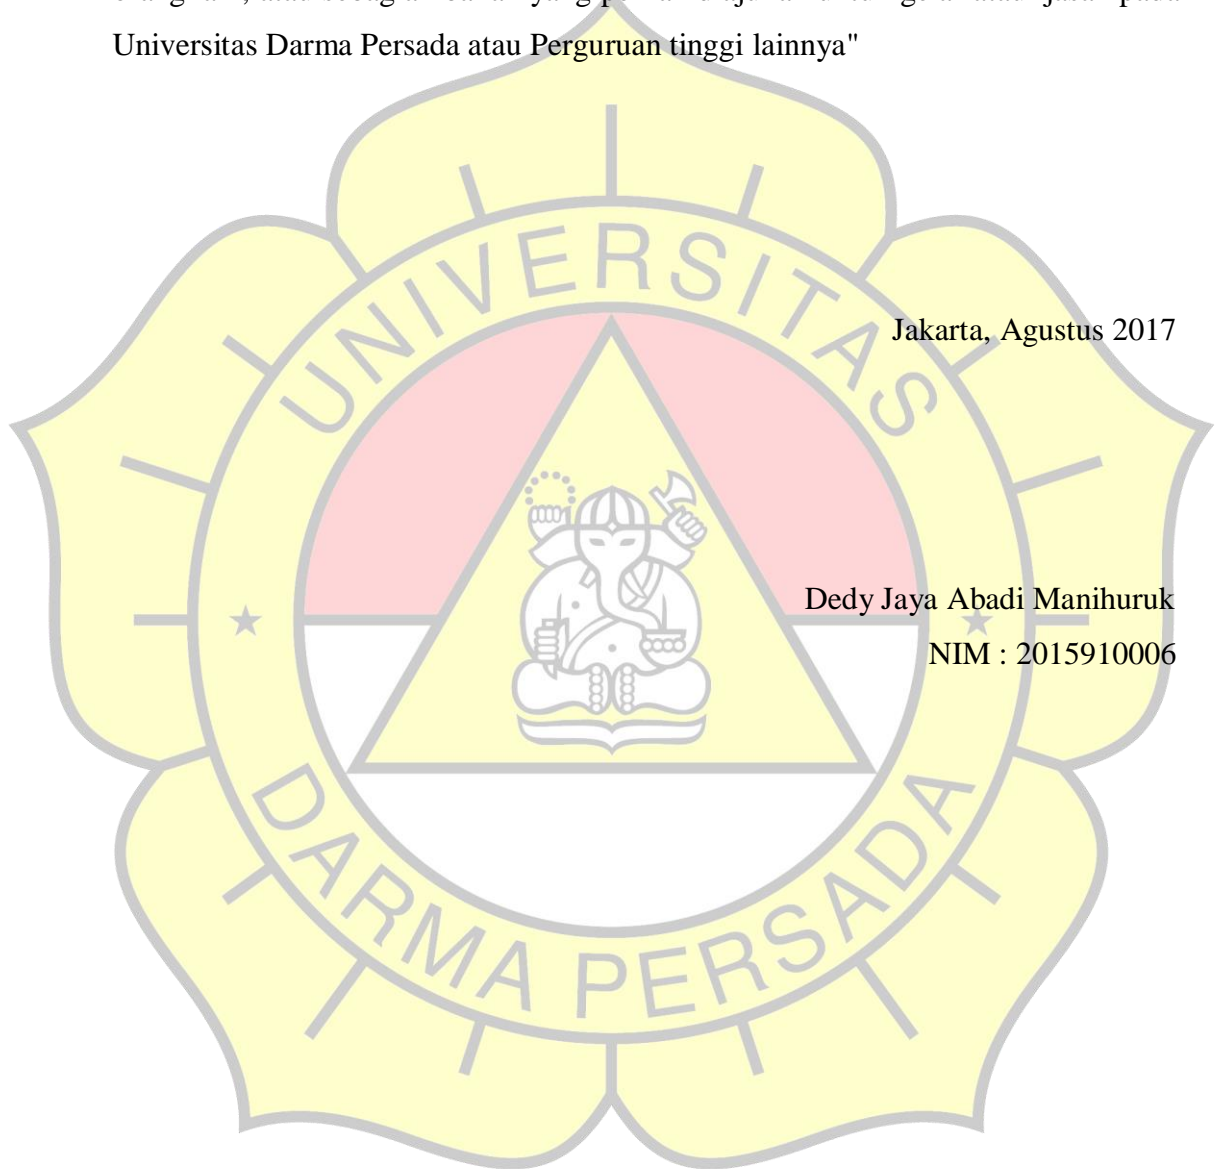 Universitas Darma Persada atau Perguruan tinggi lainnya"
UNIVERSITAS
Jakarta, Agustus 2017
Dedy Jaya Abadi Manihuruk
NIM : 2015910006
DARMA PERSADA